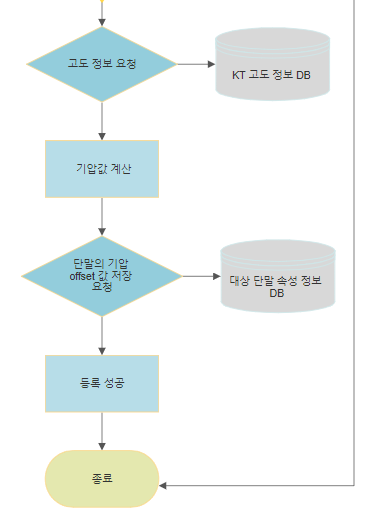 고도 정보 요청
KT 고도 정보 DB
기압값 계산
단말의 기압
offset 값 저장
요청
대상 단말 속성 정보
DB
등록 성공
종료